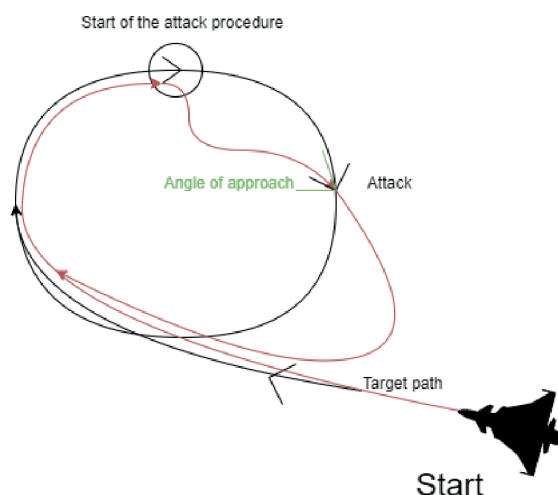 Start of the attack procedure
Angle of approach
Attack
Target path
Start